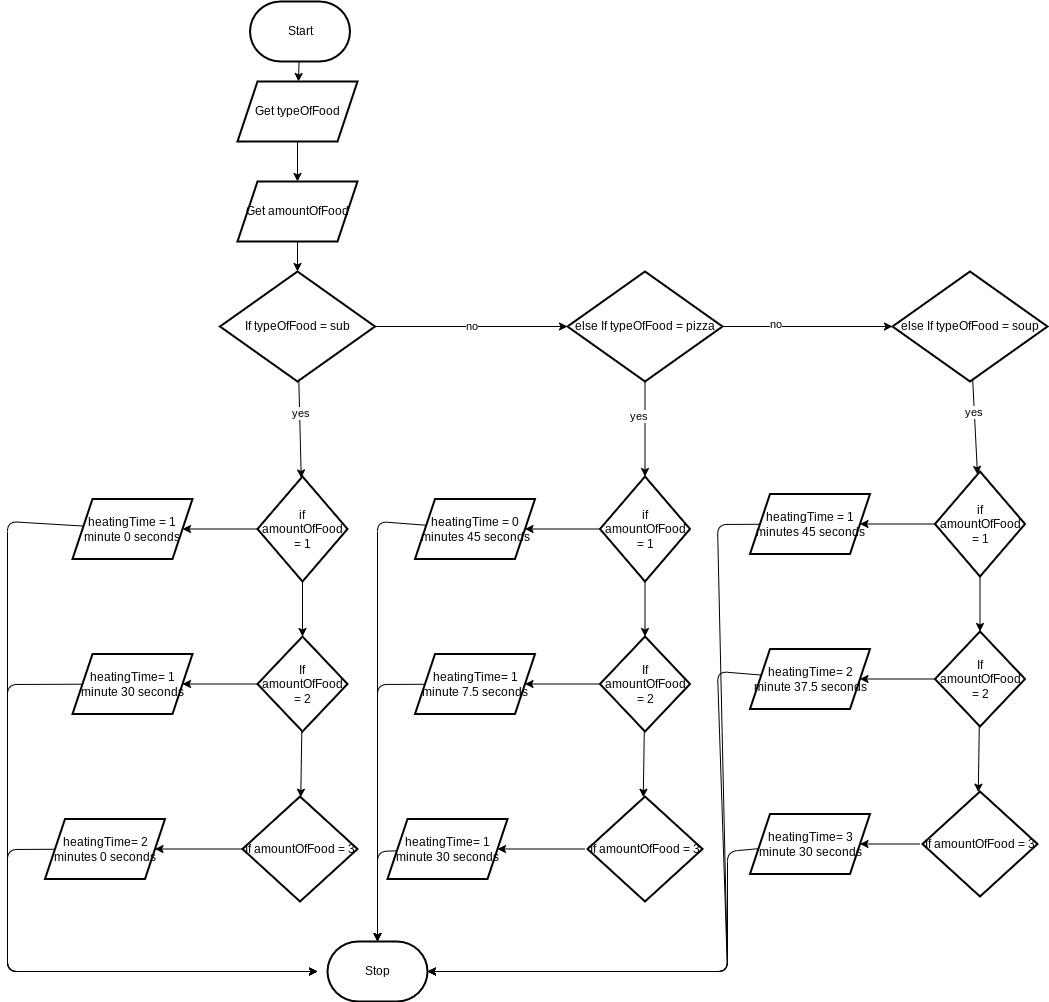 Start
Get typeOfFood
Get amountOfFood
If typeOfFood = sub
no
else If typeOfFood = pizza
no
else If typeOfFood = soup
yes
yes
yes
heatingTime = 1
minute 0 seconds
if
amountOfFood
= 1
heatingTime = 0
minutes 45 seconds
if
amountOfFood
= 1
heatingTime = 1
minutes 45 seconds
if
amountOfFood
= 1
heatingTime= 1
minute 30 seconds
If
amountOfFood
= 2
heatingTime= 1
minute 7.5 seconds
If
amountOfFood
= 2
heatingTime= 2
minute 37.5 seconds
If
amountOfFood
= 2
heatingTime= 2
minutes 0 seconds
If amountOfFood = 3
heatingTime= 1
minute 30 seconds
If amountOfFood = 3
heatingTime= 3
minute 30 seconds
If amountOfFood = 3
Stop